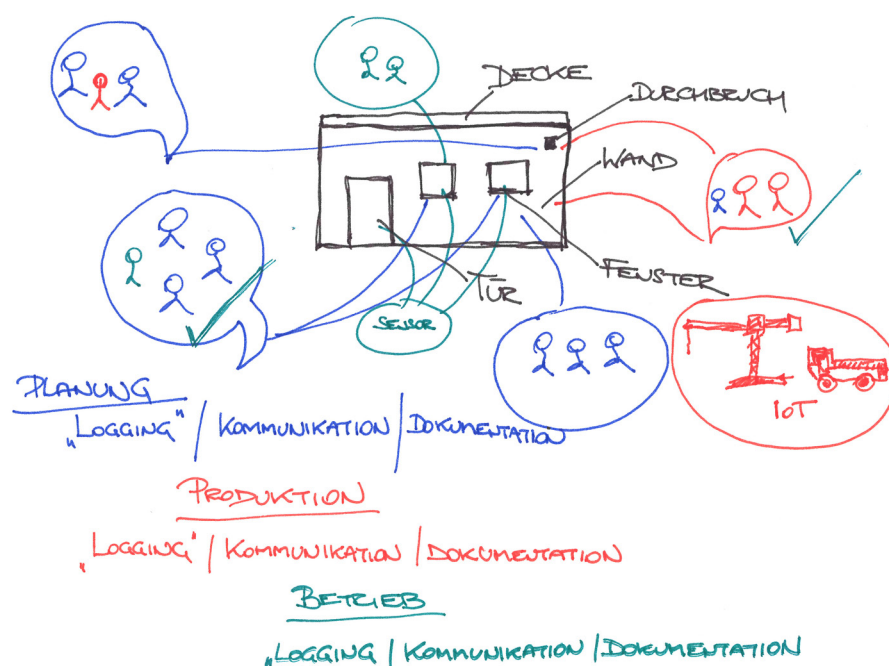 DECKE
DURCHBRUCH
WAND
FENSTER
TÜR
SENSOR
IOT
PLANUNG
„LOGGING" / KOMMUNIKATION / DOKUMENTATION
PRODUKTION
„LOGGING" / KOMMUNIKATION / DOKUMENTATION
BETRIEB
„LOGGING / KOMMUNIKATION / DOKUMENTATION